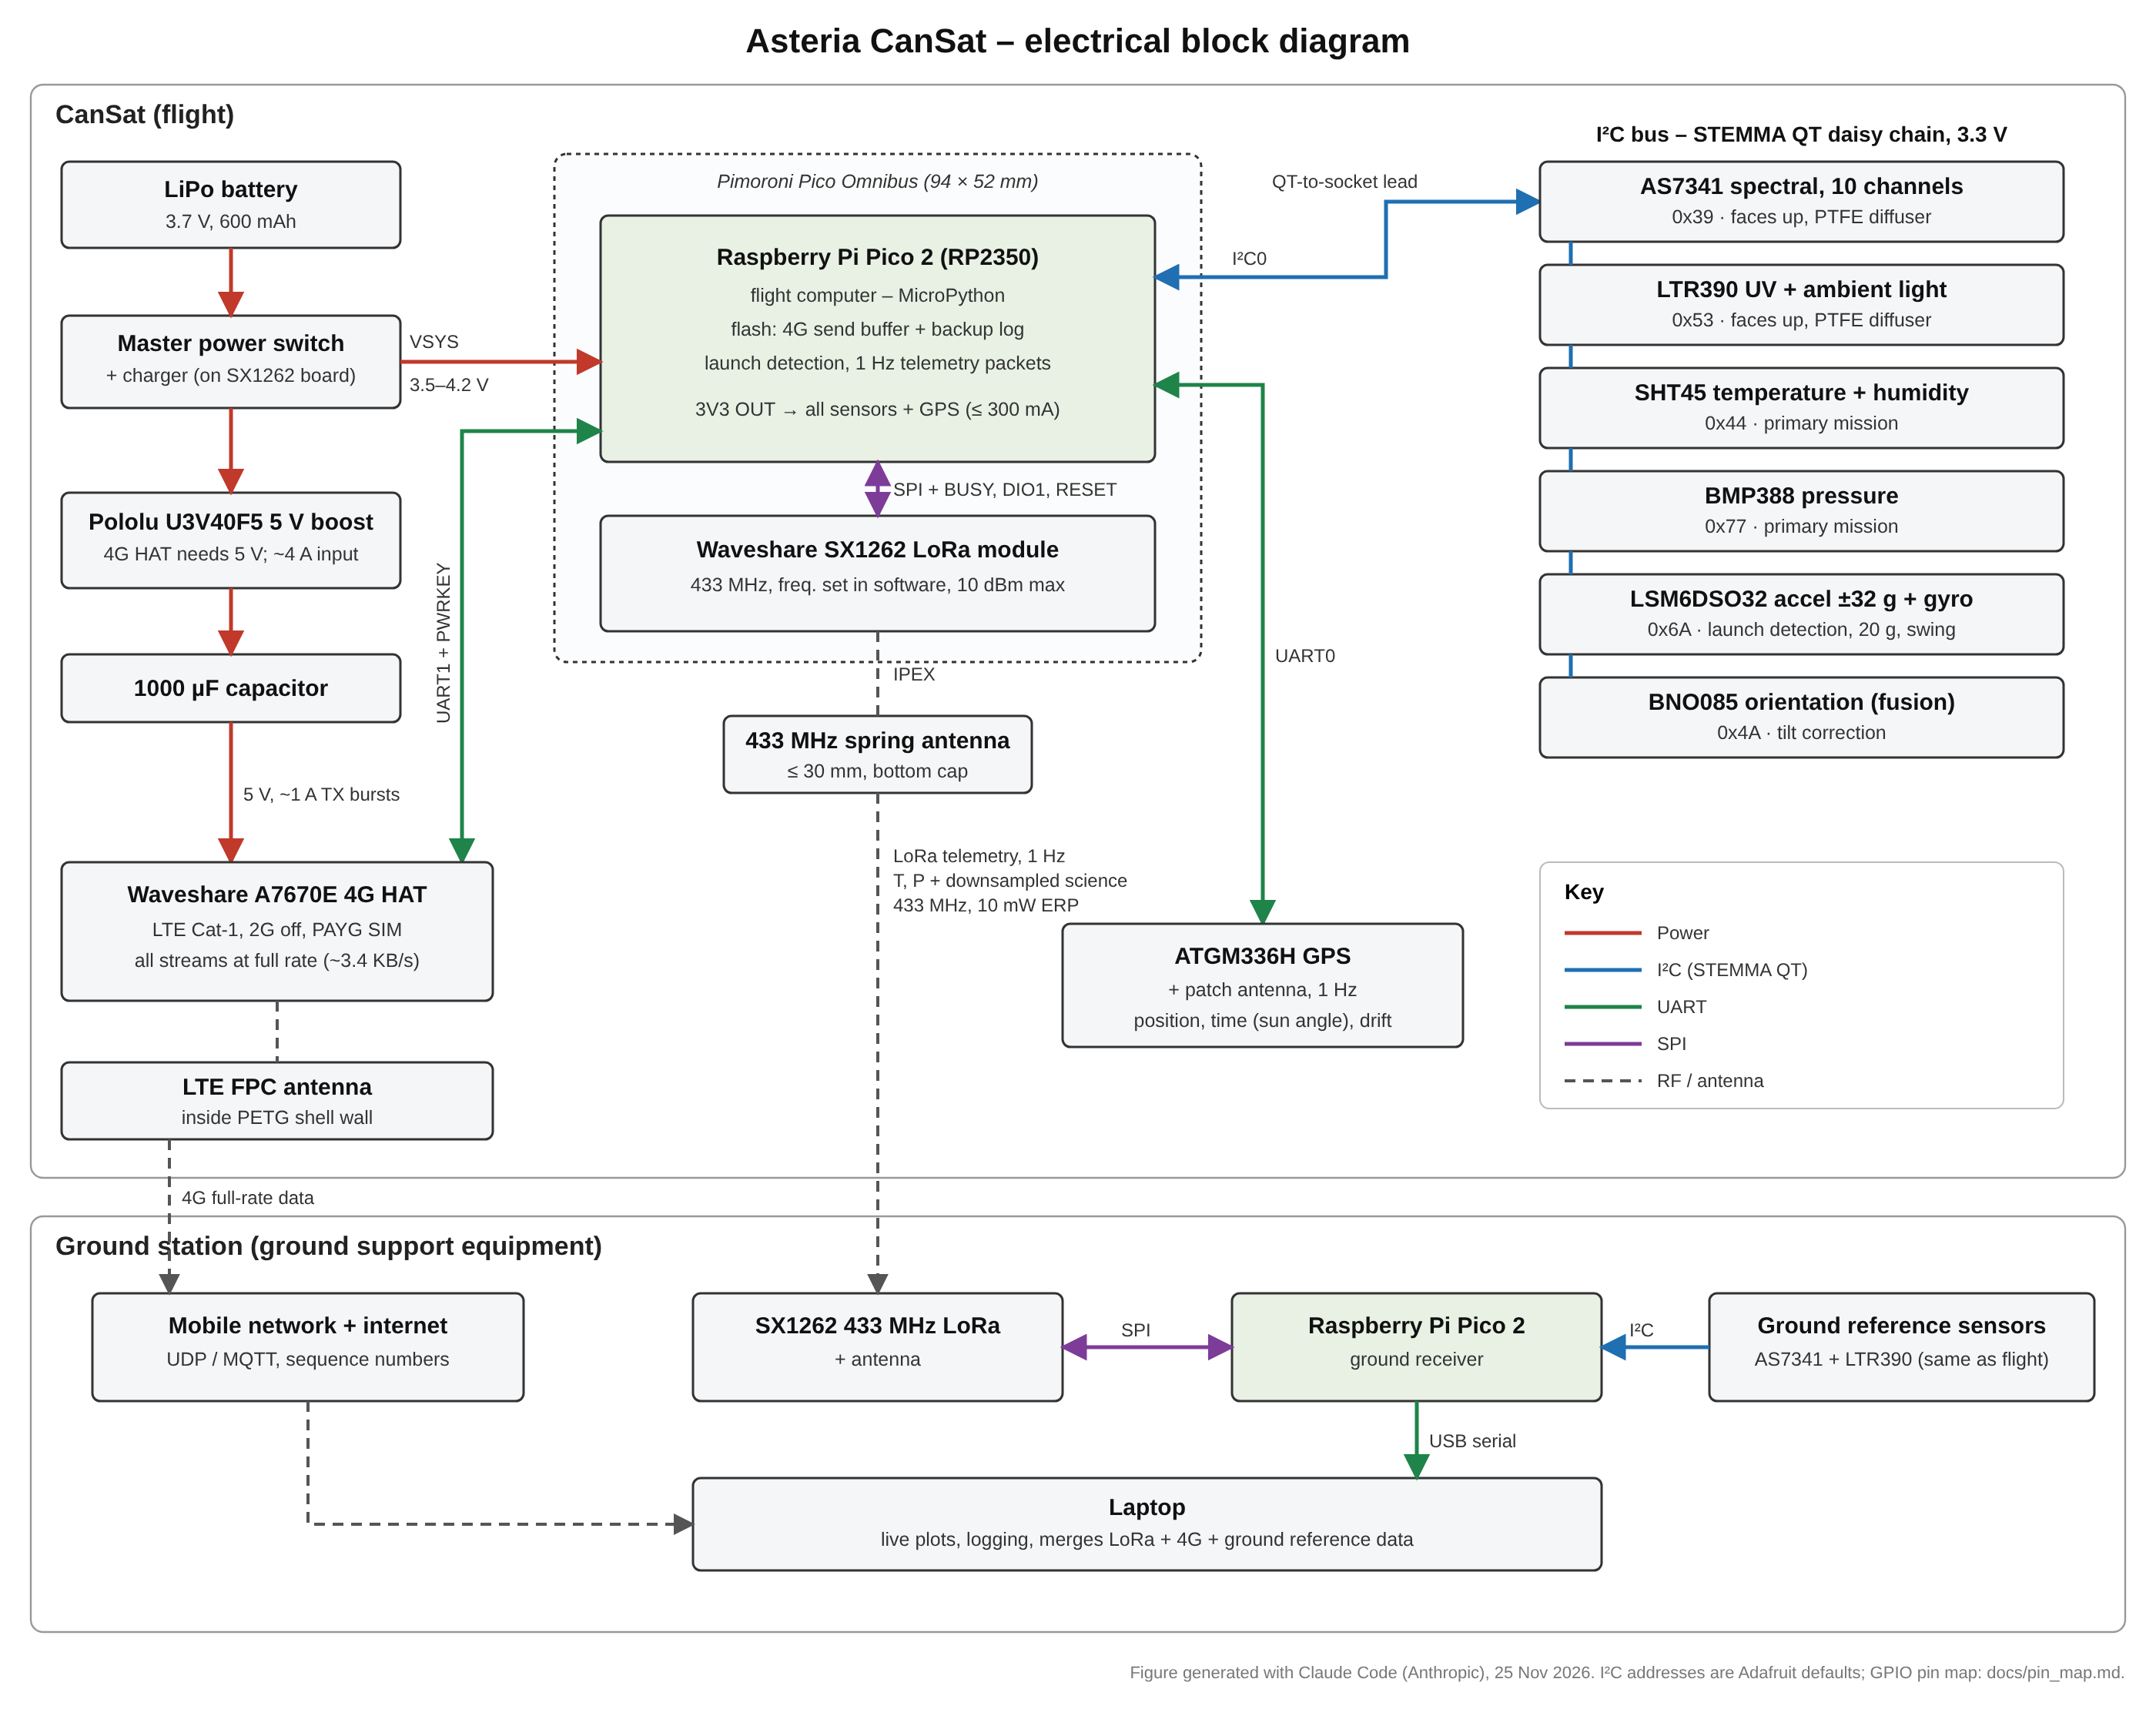 Asteria CanSat – electrical block diagram
CanSat (flight)
LiPo battery
3.7 V, 600 mAh
Master power switch
+ charger (on SX1262 board)
VSYS
3.5–4.2 V
Pololu U3V40F5 5 V boost
4G HAT needs 5 V; ~4 A input
1000 µF capacitor
5 V, ~1 A TX bursts
UART1 + PWRKEY
Waveshare A7670E 4G HAT
LTE Cat-1, 2G off, PAYG SIM
all streams at full rate (~3.4 KB/s)
LTE FPC antenna
inside PETG shell wall
4G full-rate data
Pimoroni Pico Omnibus (94 × 52 mm)
Raspberry Pi Pico 2 (RP2350)
flight computer – MicroPython
flash: 4G send buffer + backup log
launch detection, 1 Hz telemetry packets
3V3 OUT → all sensors + GPS (≤ 300 mA)
SPI + BUSY, DIO1, RESET
Waveshare SX1262 LoRa module
433 MHz, freq. set in software, 10 dBm max
IPEX
433 MHz spring antenna
≤ 30 mm, bottom cap
LoRa telemetry, 1 Hz
T, P + downsampled science
433 MHz, 10 mW ERP
QT-to-socket lead
I²C0
UART0
ATGM336H GPS
+ patch antenna, 1 Hz
position, time (sun angle), drift
I²C bus – STEMMA QT daisy chain, 3.3 V
AS7341 spectral, 10 channels
0x39 · faces up, PTFE diffuser
LTR390 UV + ambient light
0x53 · faces up, PTFE diffuser
SHT45 temperature + humidity
0x44 · primary mission
BMP388 pressure
0x77 · primary mission
LSM6DSO32 accel ±32 g + gyro
0x6A · launch detection, 20 g, swing
BNO085 orientation (fusion)
0x4A · tilt correction
Key
Power
I²C (STEMMA QT)
UART
SPI
RF / antenna
Ground station (ground support equipment)
Mobile network + internet
UDP / MQTT, sequence numbers
SX1262 433 MHz LoRa
+ antenna
SPI
Raspberry Pi Pico 2
ground receiver
I²C
Ground reference sensors
AS7341 + LTR390 (same as flight)
USB serial
Laptop
live plots, logging, merges LoRa + 4G + ground reference data
Figure generated with Claude Code (Anthropic), 25 Nov 2026. I²C addresses are Adafruit defaults; GPIO pin map: docs/pin_map.md.